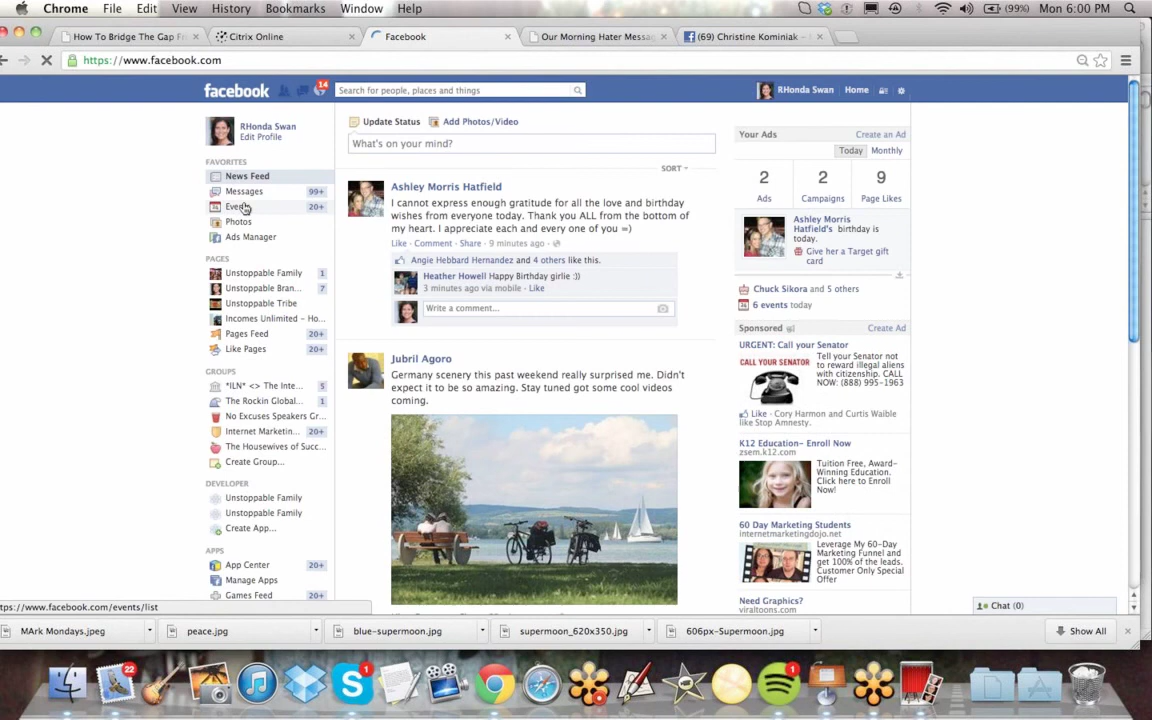 Chrome File Edit View History Bookmarks Window Help (99%) Mon 6:00 PM
How To Bridge The Gap Fr
Citrix Online
Facebook
Our Morning Hater Messag
(69) Christine Kominiak -
https://www.facebook.com
facebook 14 Search for people, places and things RHonda Swan Home
RHonda Swan
Edit Profile
FAVORITES
News Feed
Messages 99+
Events 20+
Photos
Ads Manager
PAGES
Unstoppable Family 1
Unstoppable Bran... 7
Unstoppable Tribe
Incomes Unlimited - Ho...
Pages Feed 20+
Like Pages 20+
GROUPS
*ILN* <> The Inte... 5
The Rockin Global... 1
No Excuses Speakers Gr...
Internet Marketin... 20+
The Housewives of Succ...
Create Group...
DEVELOPER
Unstoppable Family
Unstoppable Family
Create App...
APPS
App Center 20+
Manage Apps
Games Feed 20+
Update Status Add Photos/Video
What's on your mind?
SORT
Ashley Morris Hatfield
I cannot express enough gratitude for all the love and birthday
wishes from everyone today. Thank you ALL from the bottom of
my heart. I appreciate each and every one of you =)
Like · Comment · Share · 9 minutes ago ·
Angie Hebbard Hernandez and 4 others like this.
Heather Howell Happy Birthday girlie :))
3 minutes ago via mobile · Like
Write a comment...
Jubril Agoro
Germany scenery this past weekend really surprised me. Didn't
expect it to be so amazing. Stay tuned got some cool videos
coming.
Your Ads Create an Ad
Today Monthly
2 2 9
Ads Campaigns Page Likes
Ashley Morris
Hatfield's birthday is
today.
Give her a Target gift
card
Chuck Sikora and 5 others
6 events today
Sponsored Create Ad
URGENT: Call your Senator
CALL YOUR SENATOR
Tell your Senator not
to reward illegal aliens
with citizenship. CALL
NOW: (888) 995-1963
Like · Cory Harmon and Curtis Waible
like Stop Amnesty.
K12 Education- Enroll Now
zsem.k12.com
Tuition Free, Award-
Winning Education.
Click here to Enroll
Now!
60 Day Marketing Students
internetmarketingdojo.net
Leverage My 60-Day
Marketing Funnel and
get 100% of the leads.
Customer Only Special
Offer
Need Graphics?
viraltoons.com
Chat (0)
tps://www.facebook.com/events/list
MArk Mondays.jpeg
peace.jpg
blue-supermoon.jpg
supermoon_620x350.jpg
606px-Supermoon.jpg
Show All
22 1 1